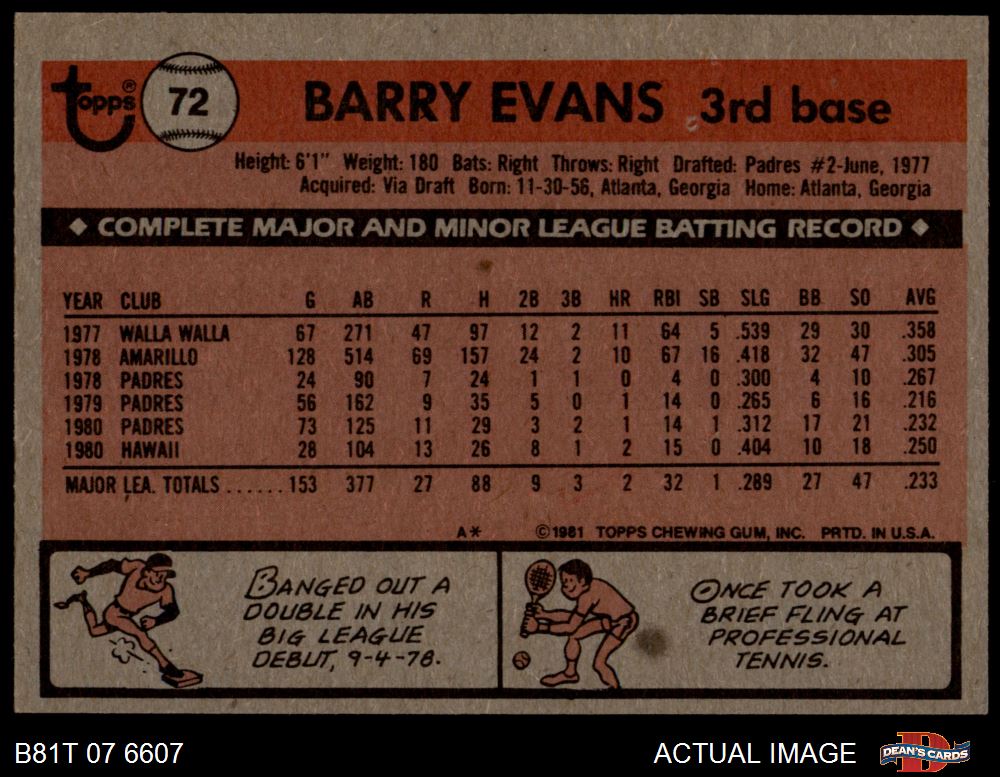 Topps® 72 BARRY EVANS 3rd base
Height: 6'1" Weight: 180 Bats: Right Throws: Right Drafted: Padres #2-June, 1977
Acquired: Via Draft Born: 11-30-56, Atlanta, Georgia Home: Atlanta, Georgia
◆ COMPLETE MAJOR AND MINOR LEAGUE BATTING RECORD ◆
YEAR CLUB G AB R H 2B 3B HR RBI SB SLG BB SO AVG
1977 WALLA WALLA 67 271 47 97 12 2 11 64 5 .539 29 30 .358
1978 AMARILLO 128 514 69 157 24 2 10 67 16 .418 32 47 .305
1978 PADRES 24 90 7 24 1 1 0 4 0 .300 4 10 .267
1979 PADRES 56 162 9 35 5 0 1 14 0 .265 6 16 .216
1980 PADRES 73 125 11 29 3 2 1 14 1 .312 17 21 .232
1980 HAWAII 28 104 13 26 8 1 2 15 0 .404 10 18 .250
MAJOR LEA. TOTALS ...... 153 377 27 88 9 3 2 32 1 .289 27 47 .233
A* ©1981 TOPPS CHEWING GUM, INC. PRTD. IN U.S.A.
BANGED OUT A
DOUBLE IN HIS
BIG LEAGUE
DEBUT, 9-4-78.
ONCE TOOK A
BRIEF FLING AT
PROFESSIONAL
TENNIS.
B81T 07 6607 ACTUAL IMAGE DEAN'S CARDS